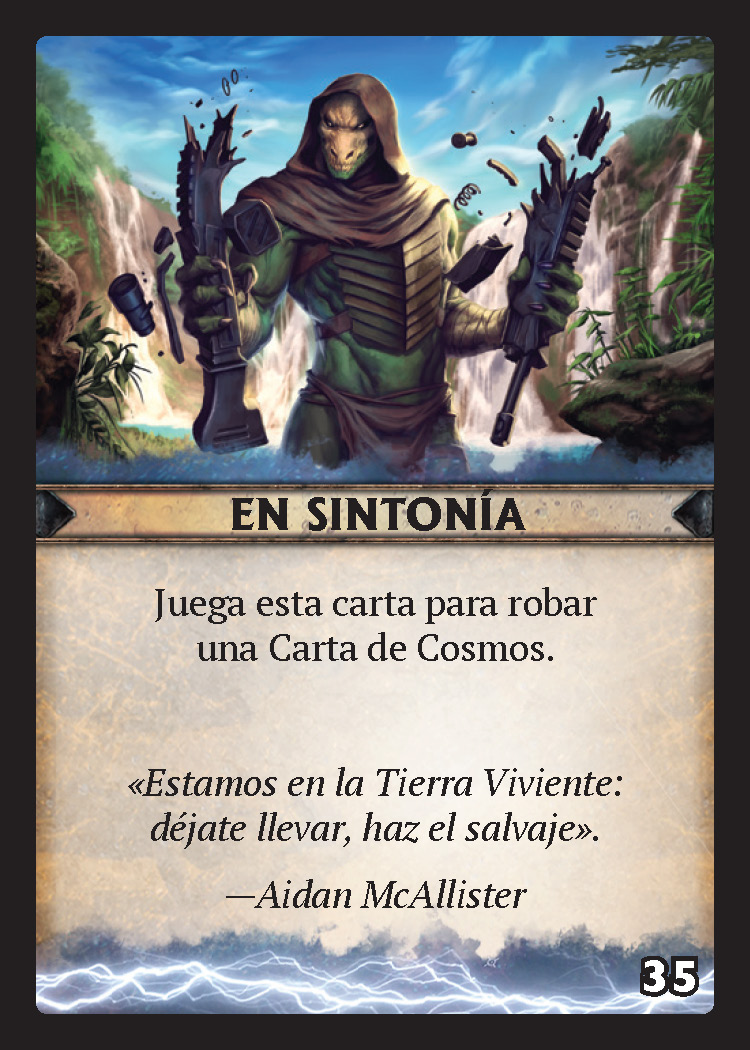 EN SINTONÍA
Juega esta carta para robar
una Carta de Cosmos.
«Estamos en la Tierra Viviente:
déjate llevar, haz el salvaje».
—Aidan McAllister
35